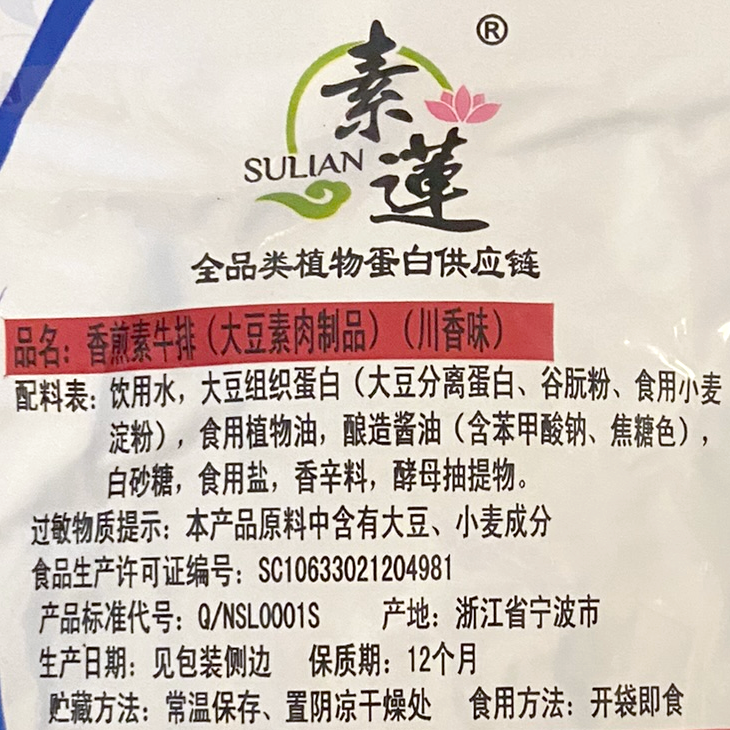 ®
素
SULIAN
蓮
全品类植物蛋白供应链
品名：香煎素牛排（大豆素肉制品）（川香味）
配料表：饮用水，大豆组织蛋白（大豆分离蛋白、谷朊粉、食用小麦
淀粉），食用植物油，酿造酱油（含苯甲酸钠、焦糖色），
白砂糖，食用盐，香辛料，酵母抽提物。
过敏物质提示：本产品原料中含有大豆、小麦成分
食品生产许可证编号：SC10633021204981
产品标准代号：Q/NSL0001S 产地：浙江省宁波市
生产日期：见包装侧边 保质期：12个月
贮藏方法：常温保存、置阴凉干燥处 食用方法：开袋即食